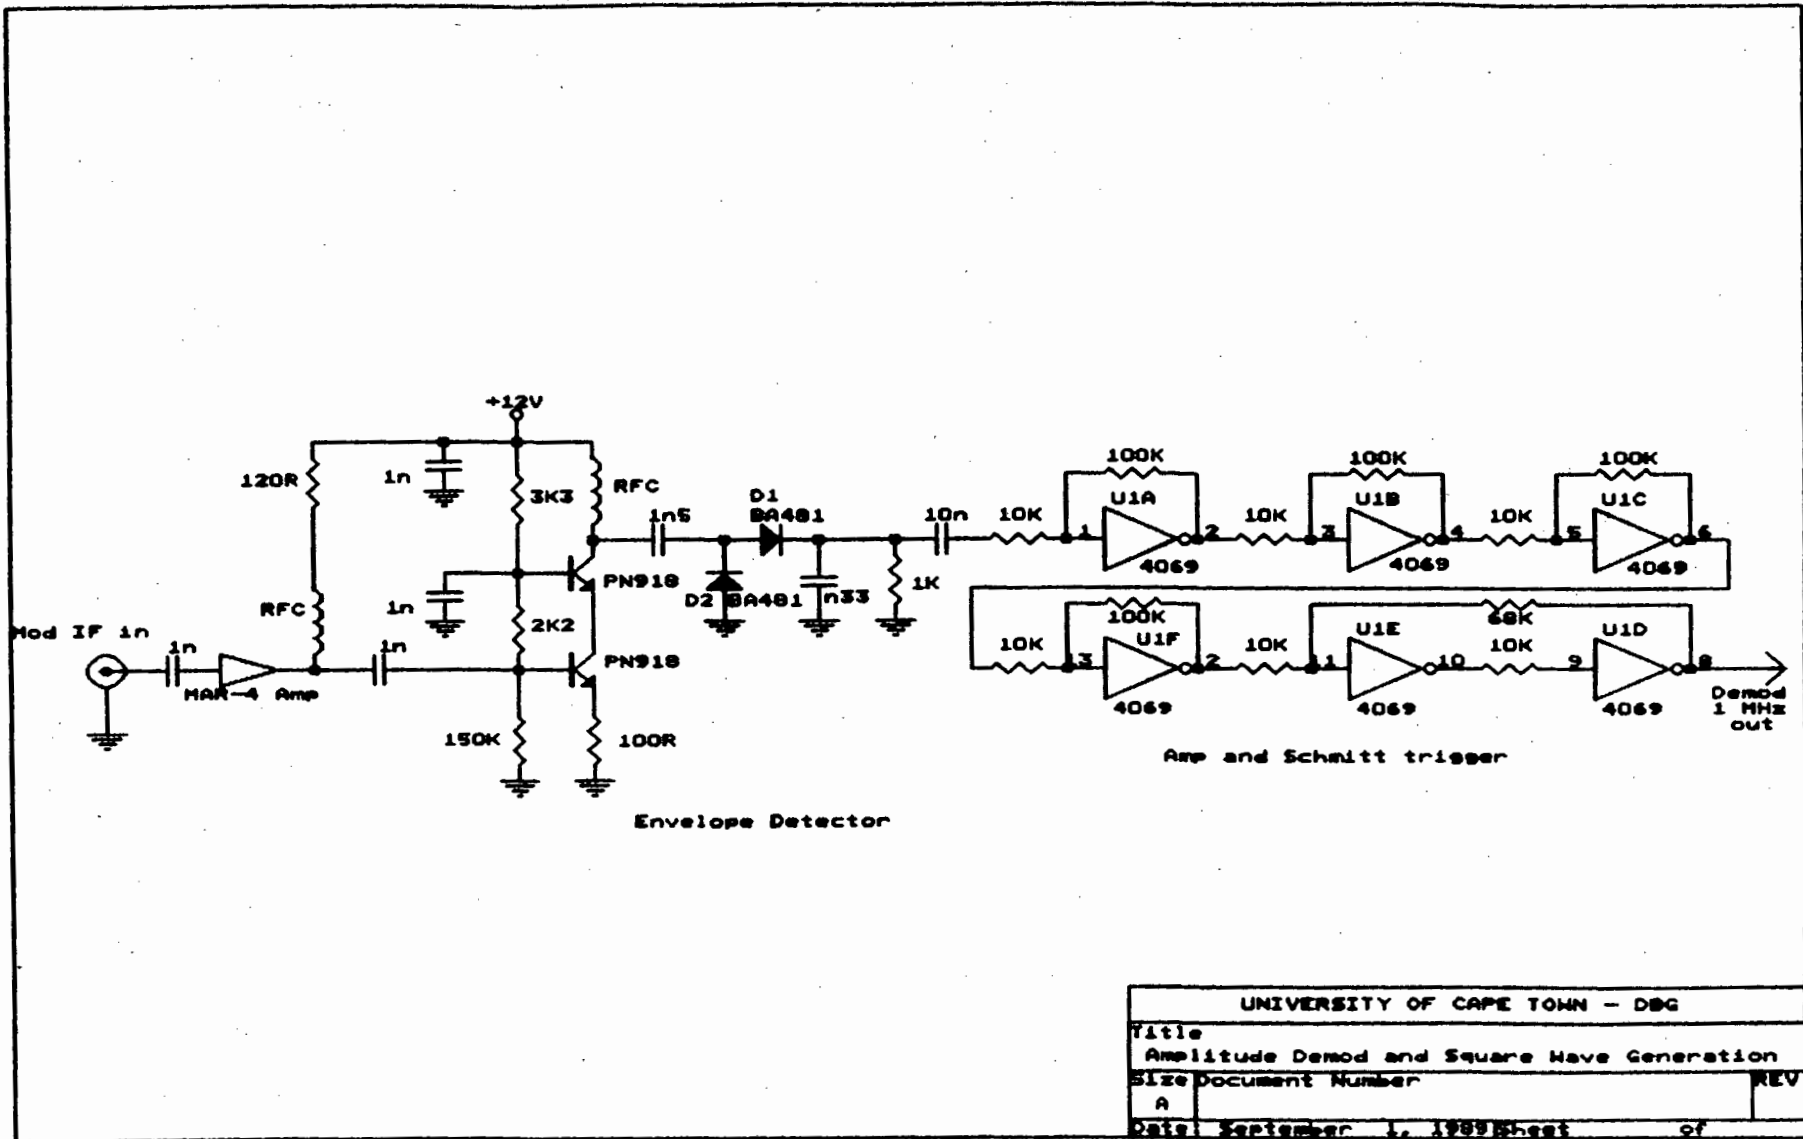 +12V
120R
1n
3K3
RFC
1n5
D1
BA481
10n
10K
100K
U1A
1
2
4069
10K
100K
U1B
3
4
4069
10K
100K
U1C
5
6
4069
PN918
1n
2K2
D2 BA481
n33
1K
RFC
Mod IF in
1n
MAR-4 Amp
1n
PN918
150K
100R
10K
100K
U1F
13
2
4069
10K
U1E
11
10
4069
68K
10K
U1D
9
8
4069
Demod
1 MHz
out
Amp and Schmitt trigger
Envelope Detector
UNIVERSITY OF CAPE TOWN - DBG
Title
Amplitude Demod and Square Wave Generation
Size
Document Number
REV
A
Date: September 1, 1989
Sheet of